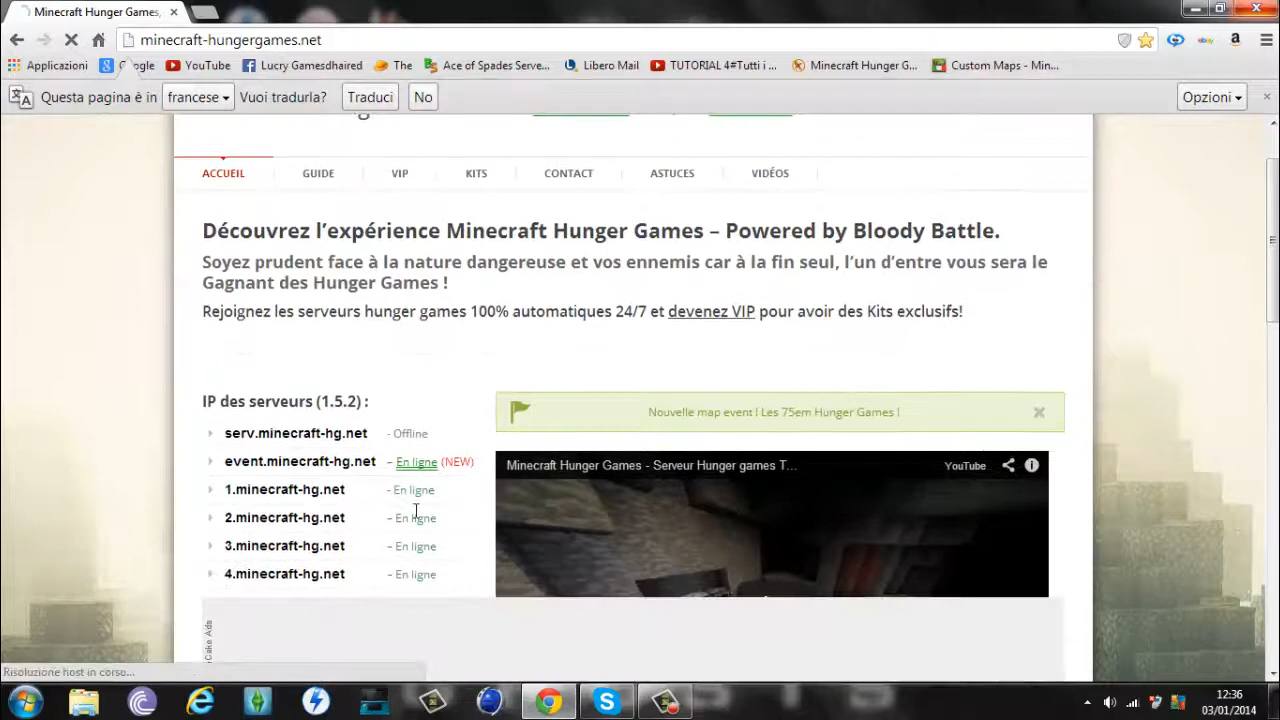 Minecraft Hunger Games,
minecraft-hungergames.net
Applicazioni Google YouTube Lucry Gamesdhaired The Ace of Spades Serve... Libero Mail TUTORIAL 4#Tutti i ... Minecraft Hunger G... Custom Maps - Min...
Questa pagina è in francese Vuoi tradurla? Traduci No Opzioni
ACCUEIL GUIDE VIP KITS CONTACT ASTUCES VIDÉOS
Découvrez l’expérience Minecraft Hunger Games – Powered by Bloody Battle.
Soyez prudent face à la nature dangereuse et vos ennemis car à la fin seul, l’un d’entre vous sera le
Gagnant des Hunger Games !
Rejoignez les serveurs hunger games 100% automatiques 24/7 et devenez VIP pour avoir des Kits exclusifs!
IP des serveurs (1.5.2) :
Nouvelle map event ! Les 75em Hunger Games !
serv.minecraft-hg.net - Offline
event.minecraft-hg.net – En ligne (NEW)
Minecraft Hunger Games - Serveur Hunger games T... YouTube
1.minecraft-hg.net - En ligne
2.minecraft-hg.net – En ligne
3.minecraft-hg.net – En ligne
4.minecraft-hg.net – En ligne
Ads
Risoluzione host in corso...
12:36
03/01/2014